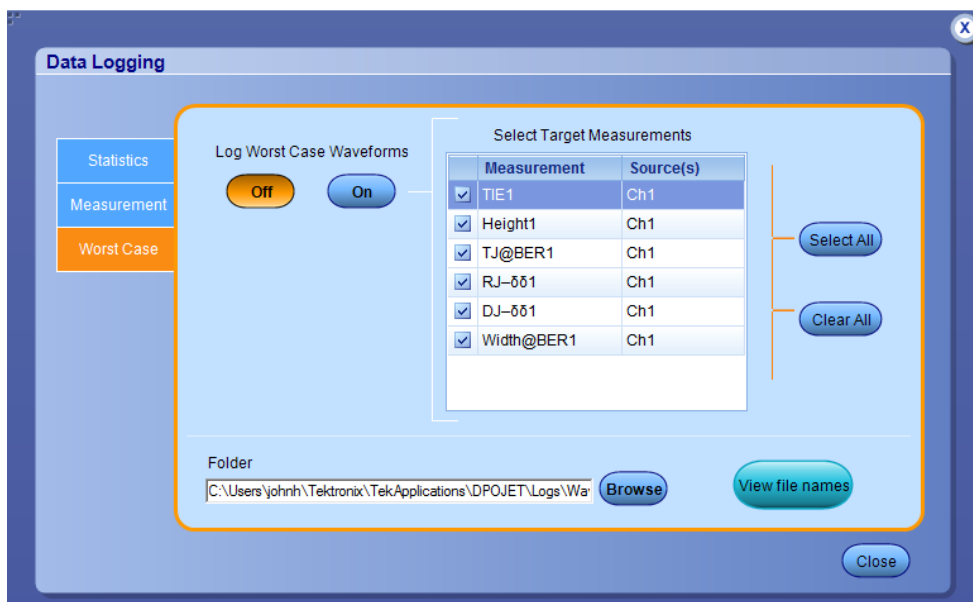 X
Data Logging
Statistics
Measurement
Worst Case
Log Worst Case Waveforms
Off On
Select Target Measurements
Measurement Source(s)
TIE1 Ch1
Height1 Ch1
TJ@BER1 Ch1
RJ–δδ1 Ch1
DJ–δδ1 Ch1
Width@BER1 Ch1
Select All
Clear All
Folder
C:\Users\johnh\Tektronix\TekApplications\DPOJET\Logs\Wa
Browse
View file names
Close